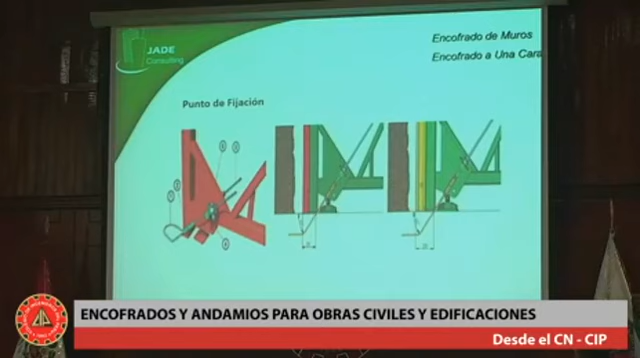 JADE
Consulting
Encofrado de Muros
Encofrado a Una Cara
Punto de Fijación
ENCOFRADOS Y ANDAMIOS PARA OBRAS CIVILES Y EDIFICACIONES
Desde el CN - CIP